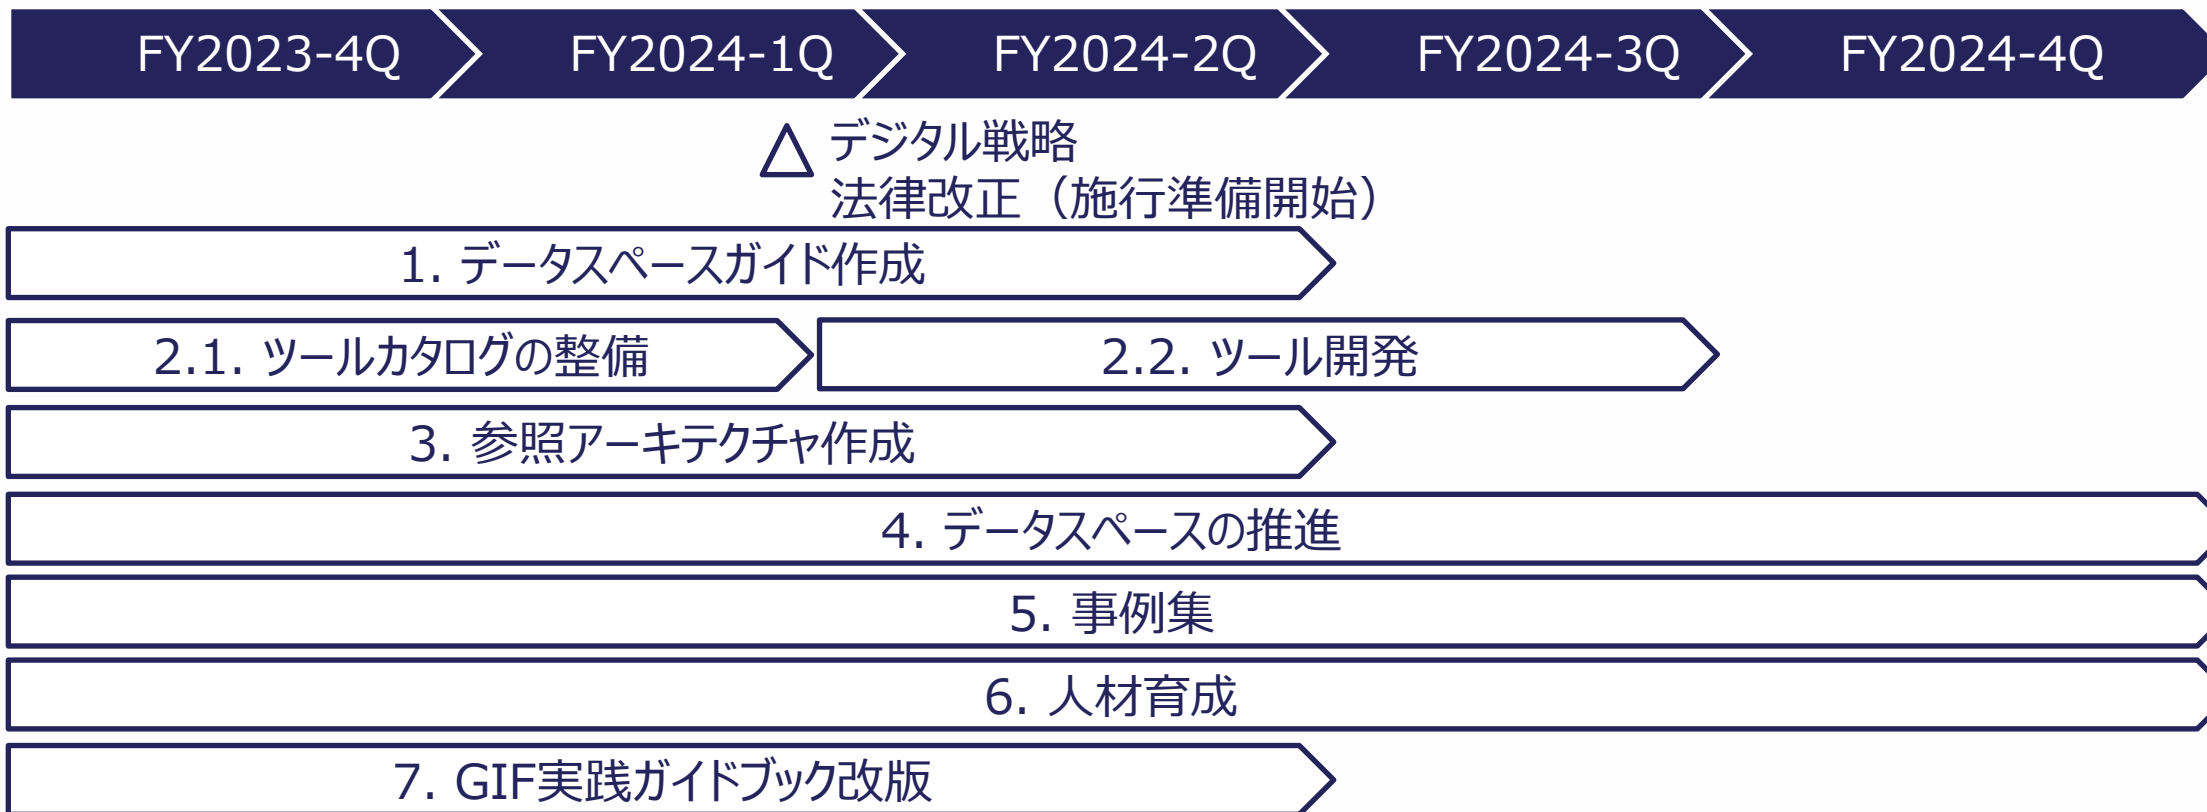 FY2023-4Q FY2024-1Q FY2024-2Q FY2024-3Q FY2024-4Q
△ デジタル戦略
法律改正（施行準備開始）
1. データスペースガイド作成
2.1. ツールカタログの整備 2.2. ツール開発
3. 参照アーキテクチャ作成
4. データスペースの推進
5. 事例集
6. 人材育成
7. GIF実践ガイドブック改版